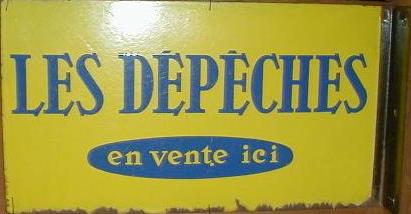 LES DÉPÊCHES
en vente ici